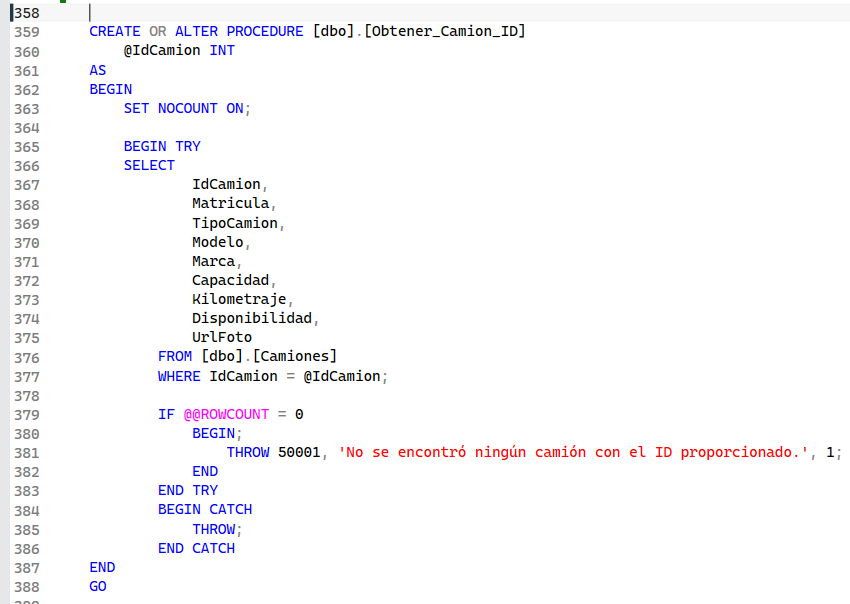 358
359 CREATE OR ALTER PROCEDURE [dbo].[Obtener_Camion_ID]
360 @IdCamion INT
361 AS
362 BEGIN
363 SET NOCOUNT ON;
364
365 BEGIN TRY
366 SELECT
367 IdCamion,
368 Matricula,
369 TipoCamion,
370 Modelo,
371 Marca,
372 Capacidad,
373 Kilometraje,
374 Disponibilidad,
375 UrlFoto
376 FROM [dbo].[Camiones]
377 WHERE IdCamion = @IdCamion;
378
379 IF @@ROWCOUNT = 0
380 BEGIN;
381 THROW 50001, 'No se encontró ningún camión con el ID proporcionado.', 1;
382 END
383 END TRY
384 BEGIN CATCH
385 THROW;
386 END CATCH
387 END
388 GO